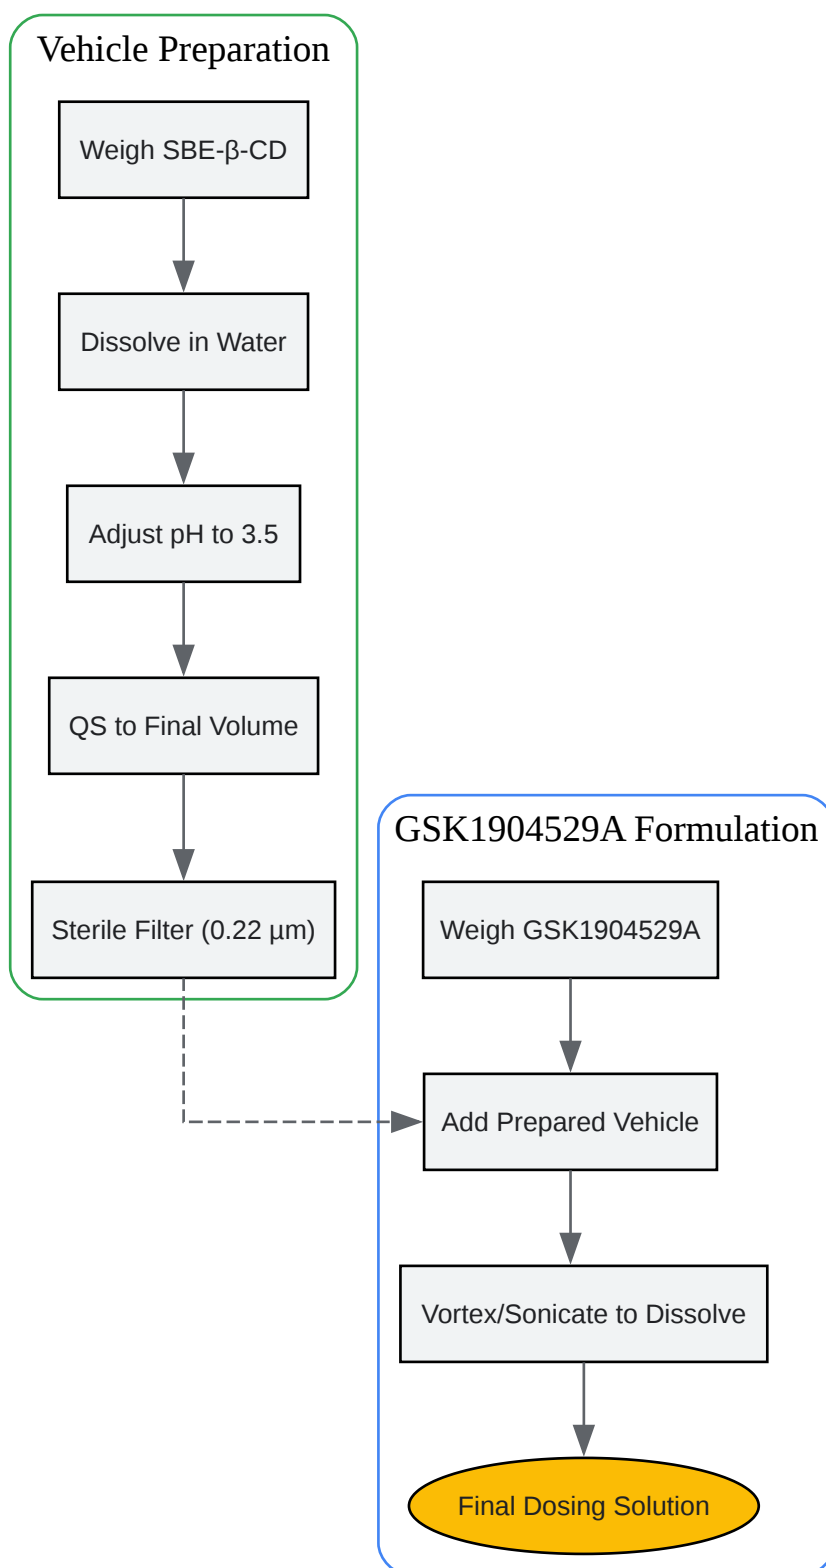 Vehicle Preparation
Weigh SBE-β-CD
Dissolve in Water
Adjust pH to 3.5
QS to Final Volume
Sterile Filter (0.22 µm)
GSK1904529A Formulation
Weigh GSK1904529A
Add Prepared Vehicle
Vortex/Sonicate to Dissolve
Final Dosing Solution